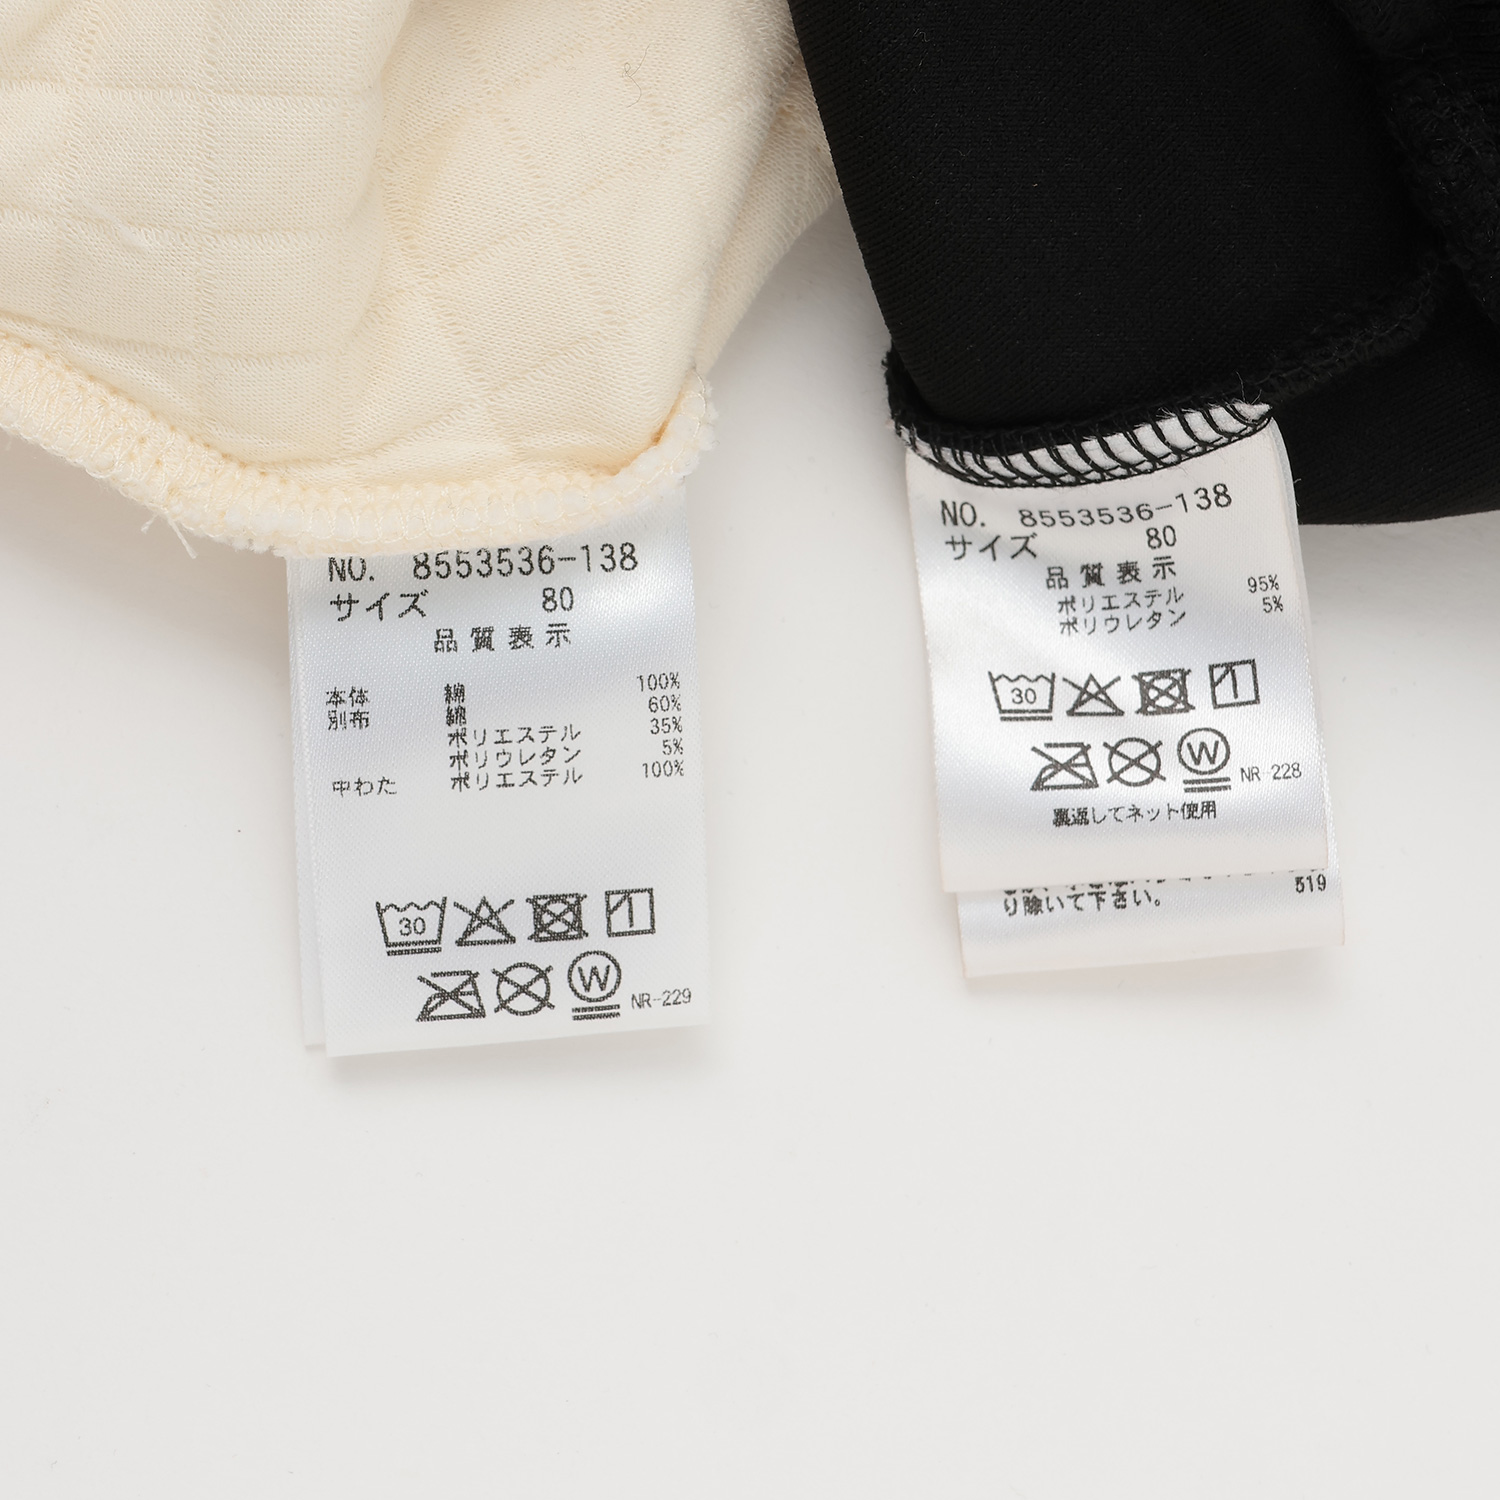 NO. 8553536-138
サイズ 80
品質表示
本体 綿 100%
別布 綿 60%
ポリエステル 35%
ポリウレタン 5%
中わた ポリエステル 100%
30
W NR-229
NO. 8553536-138
サイズ 80
品質表示
ポリエステル 95%
ポリウレタン 5%
30
W NR-228
裏返してネット使用
り除いて下さい。 519